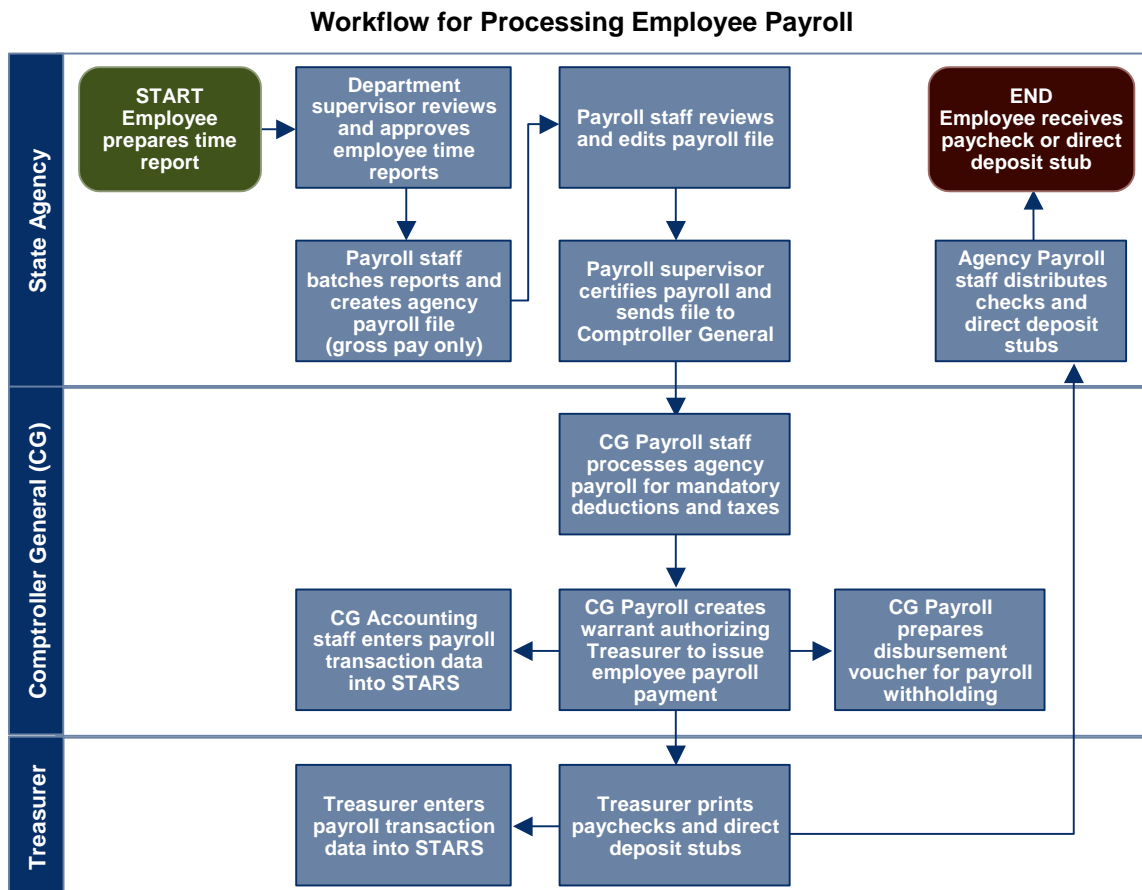 Workflow for Processing Employee Payroll
State Agency
START
Employee
prepares time
report
Department
supervisor reviews
and approves
employee time
reports
Payroll staff reviews
and edits payroll file
END
Employee receives
paycheck or direct
deposit stub
Payroll staff
batches reports and
creates agency
payroll file
(gross pay only)
Payroll supervisor
certifies payroll and
sends file to
Comptroller General
Agency Payroll
staff distributes
checks and
direct deposit
stubs
Comptroller General (CG)
CG Payroll staff
processes agency
payroll for mandatory
deductions and taxes
CG Accounting
staff enters payroll
transaction data
into STARS
CG Payroll creates
warrant authorizing
Treasurer to issue
employee payroll
payment
CG Payroll
prepares
disbursement
voucher for payroll
withholding
Treasurer
Treasurer enters
payroll transaction
data into STARS
Treasurer prints
paychecks and direct
deposit stubs